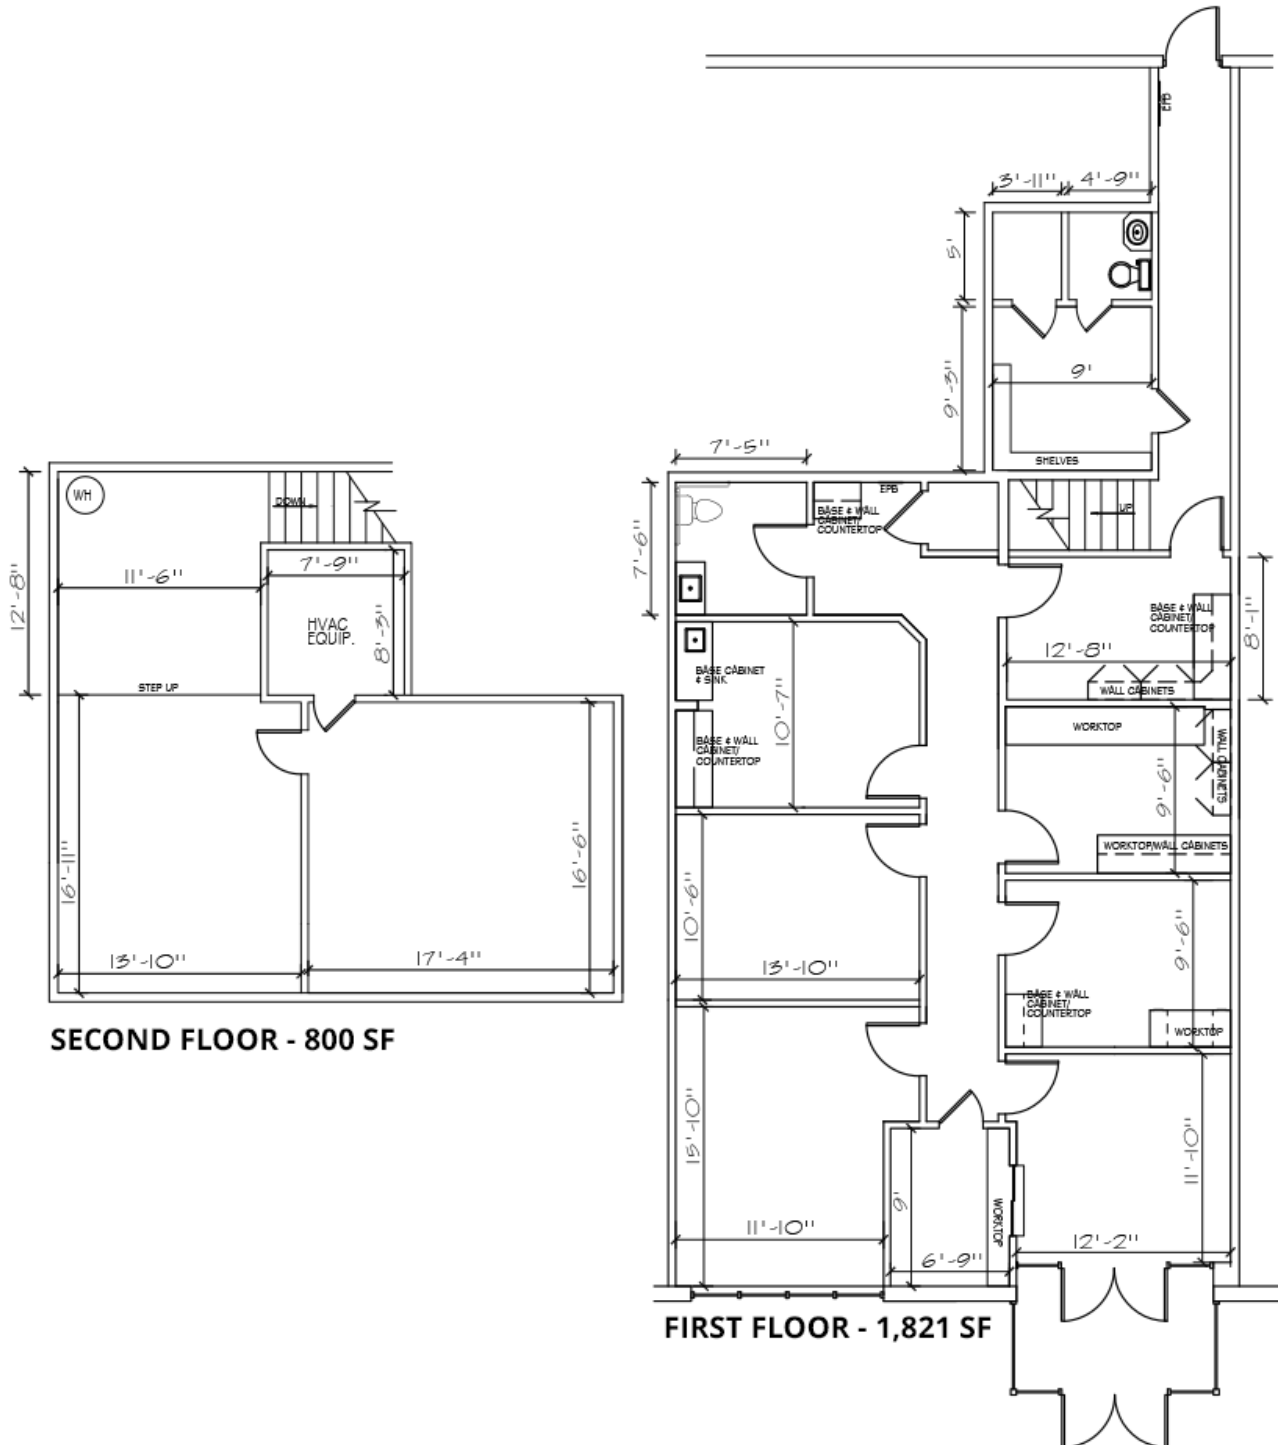 EPB
3'-11" 4'-9"
5'
9'-3"
9'
SHELVES
7'-5"
7'-6"
EPB
BASE & WALL
CABINET/
COUNTERTOP
UP
BASE & WALL
CABINET/
COUNTERTOP
8'-1"
12'-8"
WALL CABINETS
BASE CABINET
& SINK
10'-7"
BASE & WALL
CABINET/
COUNTERTOP
WORKTOP
WALL CABINETS
9'-6"
WORKTOP/WALL CABINETS
10'-6"
13'-10"
9'-6"
BASE & WALL
CABINET/
COUNTERTOP
WORKTOP
15'-10"
11'-10"
9'
WORKTOP
6'-9"
11'-10"
12'-2"
FIRST FLOOR - 1,821 SF
WH
DOWN
12'-8"
11'-6"
7'-9"
HVAC
EQUIP.
8'-3"
STEP UP
16'-11"
13'-10"
17'-4"
16'-6"
SECOND FLOOR - 800 SF